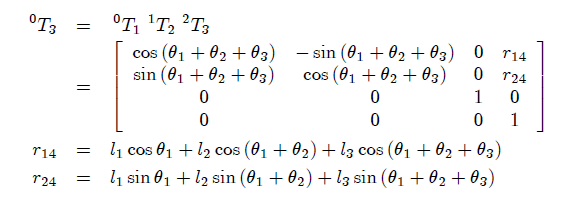 ⁰T₃ = ⁰T₁ ¹T₂ ²T₃
= [ cos (θ₁ + θ₂ + θ₃) − sin (θ₁ + θ₂ + θ₃) 0 r₁₄
sin (θ₁ + θ₂ + θ₃) cos (θ₁ + θ₂ + θ₃) 0 r₂₄
0 0 1 0
0 0 0 1 ]
r₁₄ = l₁ cos θ₁ + l₂ cos (θ₁ + θ₂) + l₃ cos (θ₁ + θ₂ + θ₃)
r₂₄ = l₁ sin θ₁ + l₂ sin (θ₁ + θ₂) + l₃ sin (θ₁ + θ₂ + θ₃)